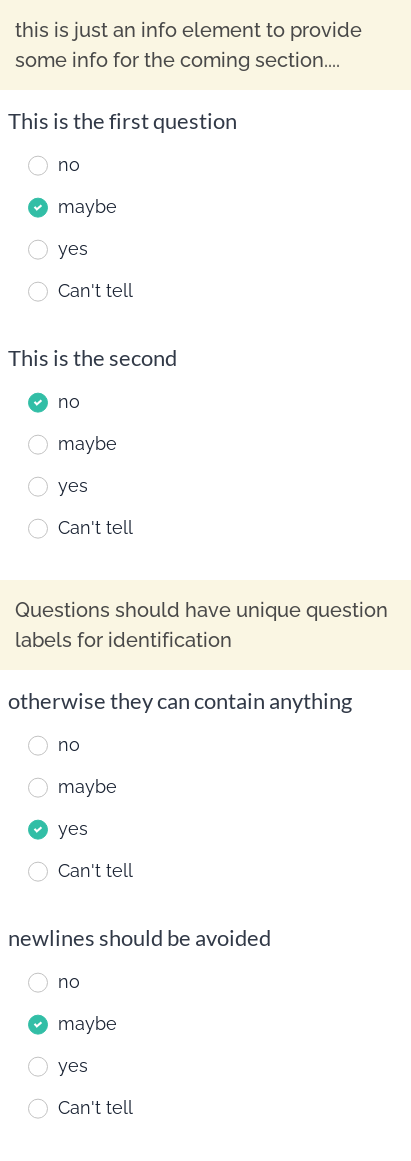 this is just an info element to provide
some info for the coming section....
This is the first question
no
maybe
yes
Can't tell
This is the second
no
maybe
yes
Can't tell
Questions should have unique question
labels for identification
otherwise they can contain anything
no
maybe
yes
Can't tell
newlines should be avoided
no
maybe
yes
Can't tell